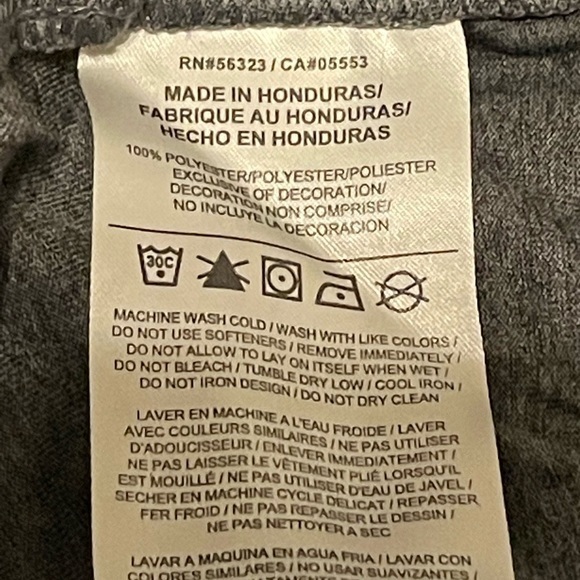 RN#56323 / CA#05553
MADE IN HONDURAS/
FABRIQUE AU HONDURAS/
HECHO EN HONDURAS
100% POLYESTER/POLYESTER/POLIESTER
EXCLUSIVE OF DECORATION/
DECORATION NON COMPRISE/
NO INCLUYE LA DECORACION
30C
MACHINE WASH COLD / WASH WITH LIKE COLORS /
DO NOT USE SOFTENERS / REMOVE IMMEDIATELY /
DO NOT ALLOW TO LAY ON ITSELF WHEN WET /
DO NOT BLEACH / TUMBLE DRY LOW / COOL IRON /
DO NOT IRON DESIGN / DO NOT DRY CLEAN
LAVER EN MACHINE A L'EAU FROIDE / LAVER
AVEC COULEURS SIMILAIRES / NE PAS UTILISER
D'ADOUCISSEUR / ENLEVER IMMEDIATEMENT /
NE PAS LAISSER LE VÊTEMENT PLIÉ LORSQU'IL
EST MOUILLÉ / NE PAS UTILISER D'EAU DE JAVEL /
SECHER EN MACHINE CYCLE DELICAT / REPASSER
FER FROID / NE PAS REPASSER LE DESSIN /
NE PAS NETTOYER A SEC
LAVAR A MAQUINA EN AGUA FRIA / LAVAR CON
COLORES SIMILARES / NO USAR SUAVIZANTES /